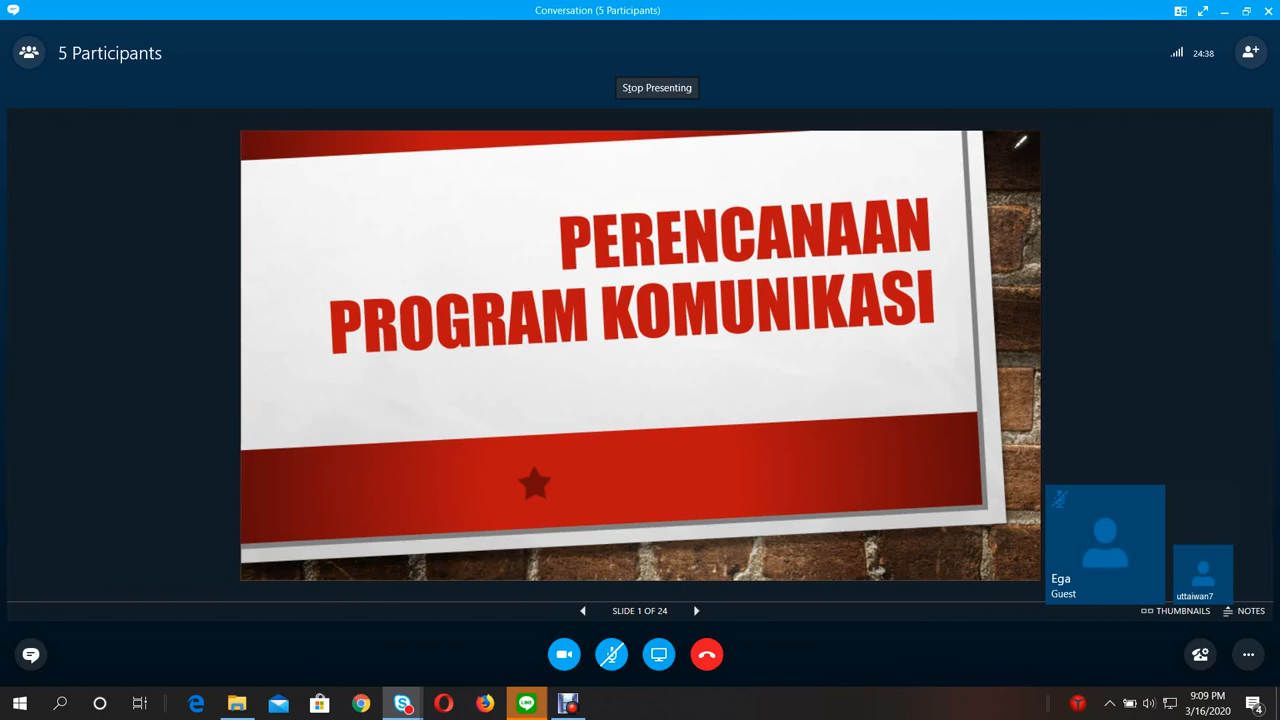 Conversation (5 Participants)
5 Participants
24:38
Stop Presenting
PERENCANAAN
PROGRAM KOMUNIKASI
Ega
Guest
uttaiwan7
SLIDE 1 OF 24
THUMBNAILS
NOTES
9:09 PM
3/16/2020
4